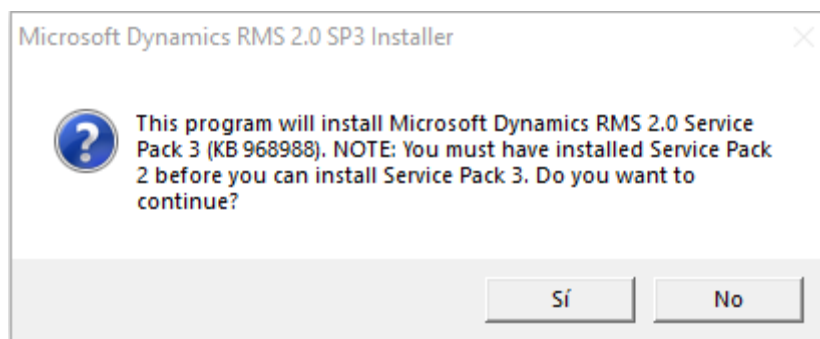 Microsoft Dynamics RMS 2.0 SP3 Installer
This program will install Microsoft Dynamics RMS 2.0 Service
Pack 3 (KB 968988). NOTE: You must have installed Service Pack
2 before you can install Service Pack 3. Do you want to
continue?
Sí
No